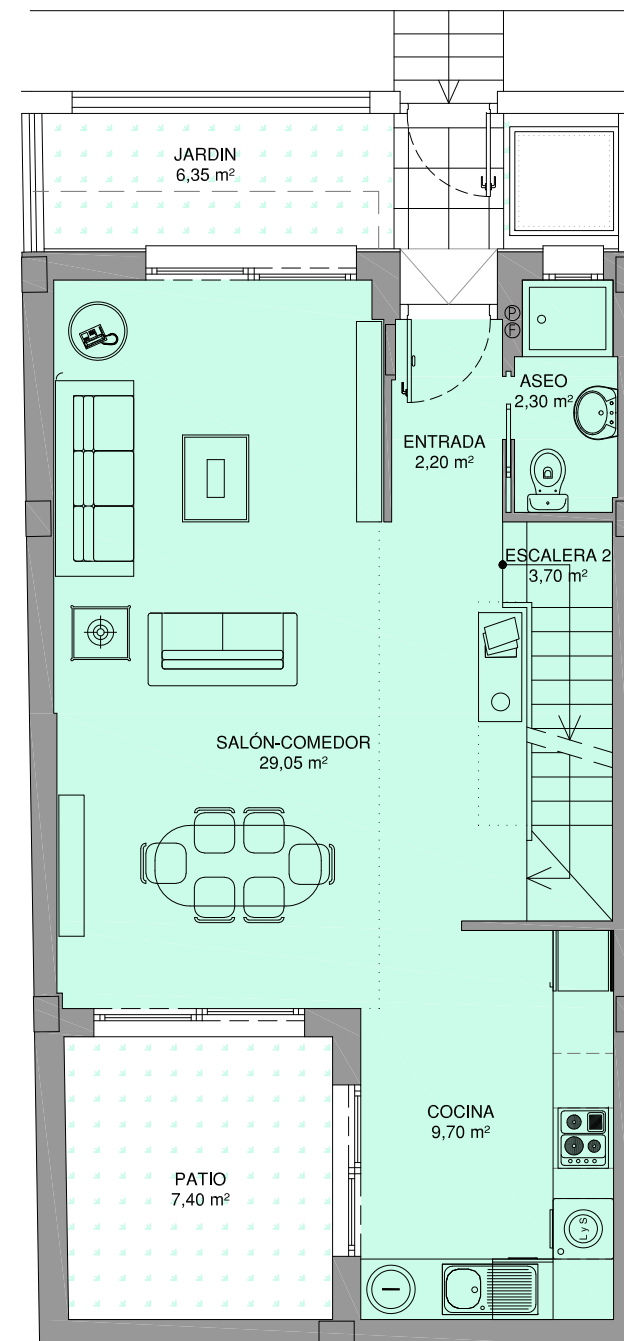 JARDIN
6,35 m²
P
F
ASEO
2,30 m²
ENTRADA
2,20 m²
ESCALERA 2
3,70 m²
SALÓN-COMEDOR
29,05 m²
COCINA
9,70 m²
PATIO
7,40 m²
L y S